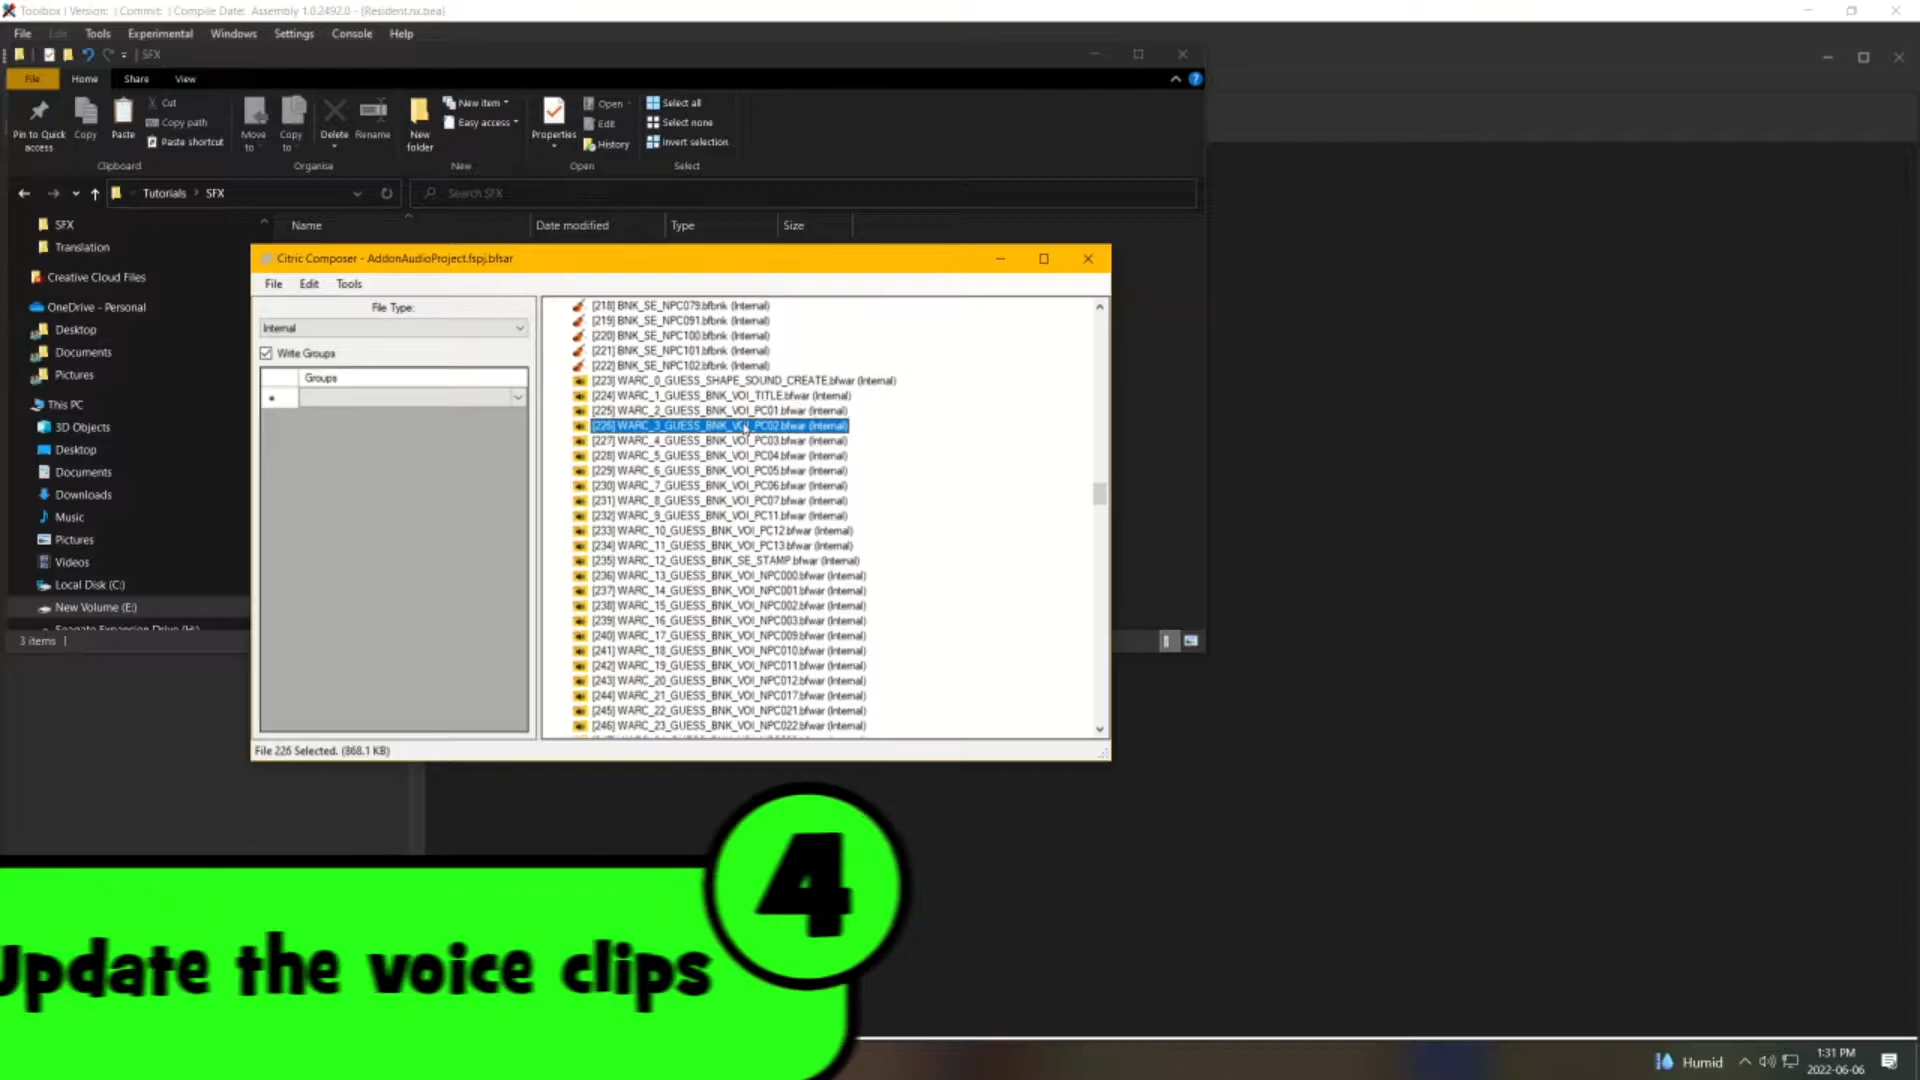 Toolbox | Version: | Commit: | Compile Date: Assembly 1.0.2492.0 - [Resident.nx.bea]
File Edit Tools Experimental Windows Settings Console Help
SFX
File Home Share View
Pin to Quick access
Copy
Paste
Cut
Copy path
Paste shortcut
Clipboard
Move to
Copy to
Delete
Rename
Organise
New folder
New item
Easy access
New
Properties
Open
Edit
History
Open
Select all
Select none
Invert selection
Select
Tutorials > SFX
Search SFX
Name Date modified Type Size
SFX
Translation
Creative Cloud Files
OneDrive - Personal
Desktop
Documents
Pictures
This PC
3D Objects
Desktop
Documents
Downloads
Music
Pictures
Videos
Local Disk (C:)
New Volume (E:)
Seagate Expansion Drive (H:)
3 items
Citric Composer - AddonAudioProject.fspj.bfsar
File Edit Tools
File Type:
Internal
Write Groups
Groups
[218] BNK_SE_NPC079.bfbnk (Internal)
[219] BNK_SE_NPC091.bfbnk (Internal)
[220] BNK_SE_NPC100.bfbnk (Internal)
[221] BNK_SE_NPC101.bfbnk (Internal)
[222] BNK_SE_NPC102.bfbnk (Internal)
[223] WARC_0_GUESS_SHAPE_SOUND_CREATE.bfwar (Internal)
[224] WARC_1_GUESS_BNK_VOI_TITLE.bfwar (Internal)
[225] WARC_2_GUESS_BNK_VOI_PC01.bfwar (Internal)
[226] WARC_3_GUESS_BNK_VOI_PC02.bfwar (Internal)
[227] WARC_4_GUESS_BNK_VOI_PC03.bfwar (Internal)
[228] WARC_5_GUESS_BNK_VOI_PC04.bfwar (Internal)
[229] WARC_6_GUESS_BNK_VOI_PC05.bfwar (Internal)
[230] WARC_7_GUESS_BNK_VOI_PC06.bfwar (Internal)
[231] WARC_8_GUESS_BNK_VOI_PC07.bfwar (Internal)
[232] WARC_9_GUESS_BNK_VOI_PC11.bfwar (Internal)
[233] WARC_10_GUESS_BNK_VOI_PC12.bfwar (Internal)
[234] WARC_11_GUESS_BNK_VOI_PC13.bfwar (Internal)
[235] WARC_12_GUESS_BNK_SE_STAMP.bfwar (Internal)
[236] WARC_13_GUESS_BNK_VOI_NPC000.bfwar (Internal)
[237] WARC_14_GUESS_BNK_VOI_NPC001.bfwar (Internal)
[238] WARC_15_GUESS_BNK_VOI_NPC002.bfwar (Internal)
[239] WARC_16_GUESS_BNK_VOI_NPC003.bfwar (Internal)
[240] WARC_17_GUESS_BNK_VOI_NPC009.bfwar (Internal)
[241] WARC_18_GUESS_BNK_VOI_NPC010.bfwar (Internal)
[242] WARC_19_GUESS_BNK_VOI_NPC011.bfwar (Internal)
[243] WARC_20_GUESS_BNK_VOI_NPC012.bfwar (Internal)
[244] WARC_21_GUESS_BNK_VOI_NPC017.bfwar (Internal)
[245] WARC_22_GUESS_BNK_VOI_NPC021.bfwar (Internal)
[246] WARC_23_GUESS_BNK_VOI_NPC022.bfwar (Internal)
File 226 Selected. (868.1 KB)
4
Update the voice clips
Humid
1:31 PM
2022-06-06